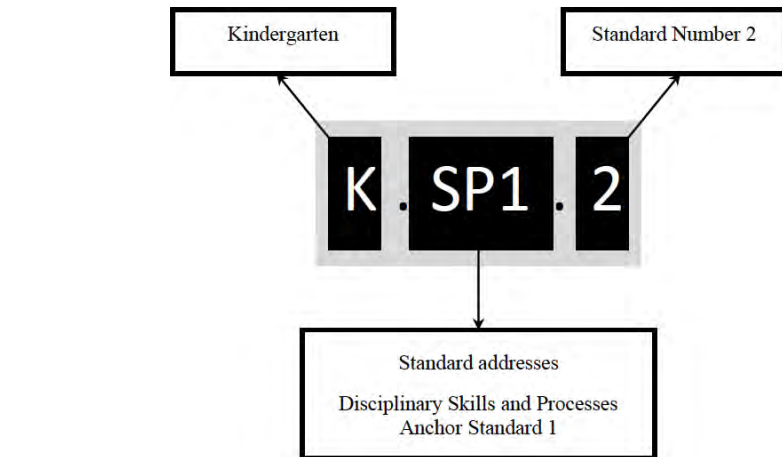 Kindergarten
Standard Number 2
K . SP1 . 2
Standard addresses
Disciplinary Skills and Processes
Anchor Standard 1